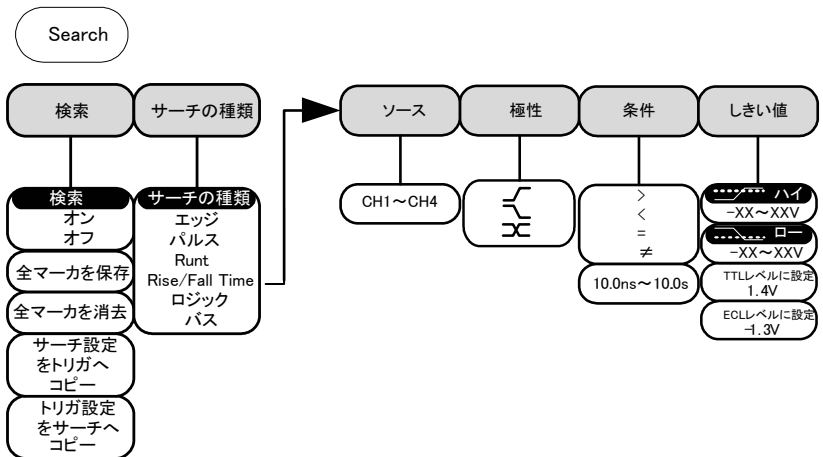 Search
検索
サーチの種類
ソース
極性
条件
しきい値
検索
オン
オフ
全マーカを保存
全マーカを消去
サーチ設定
をトリガへ
コピー
トリガ設定
をサーチへ
コピー
サーチの種類
エッジ
パルス
Runt
Rise/Fall Time
ロジック
バス
CH1～CH4
>
<
=
≠
10.0ns～10.0s
ハイ
-XX～XXV
ロー
-XX～XXV
TTLレベルに設定
1.4V
ECLレベルに設定
-1.3V